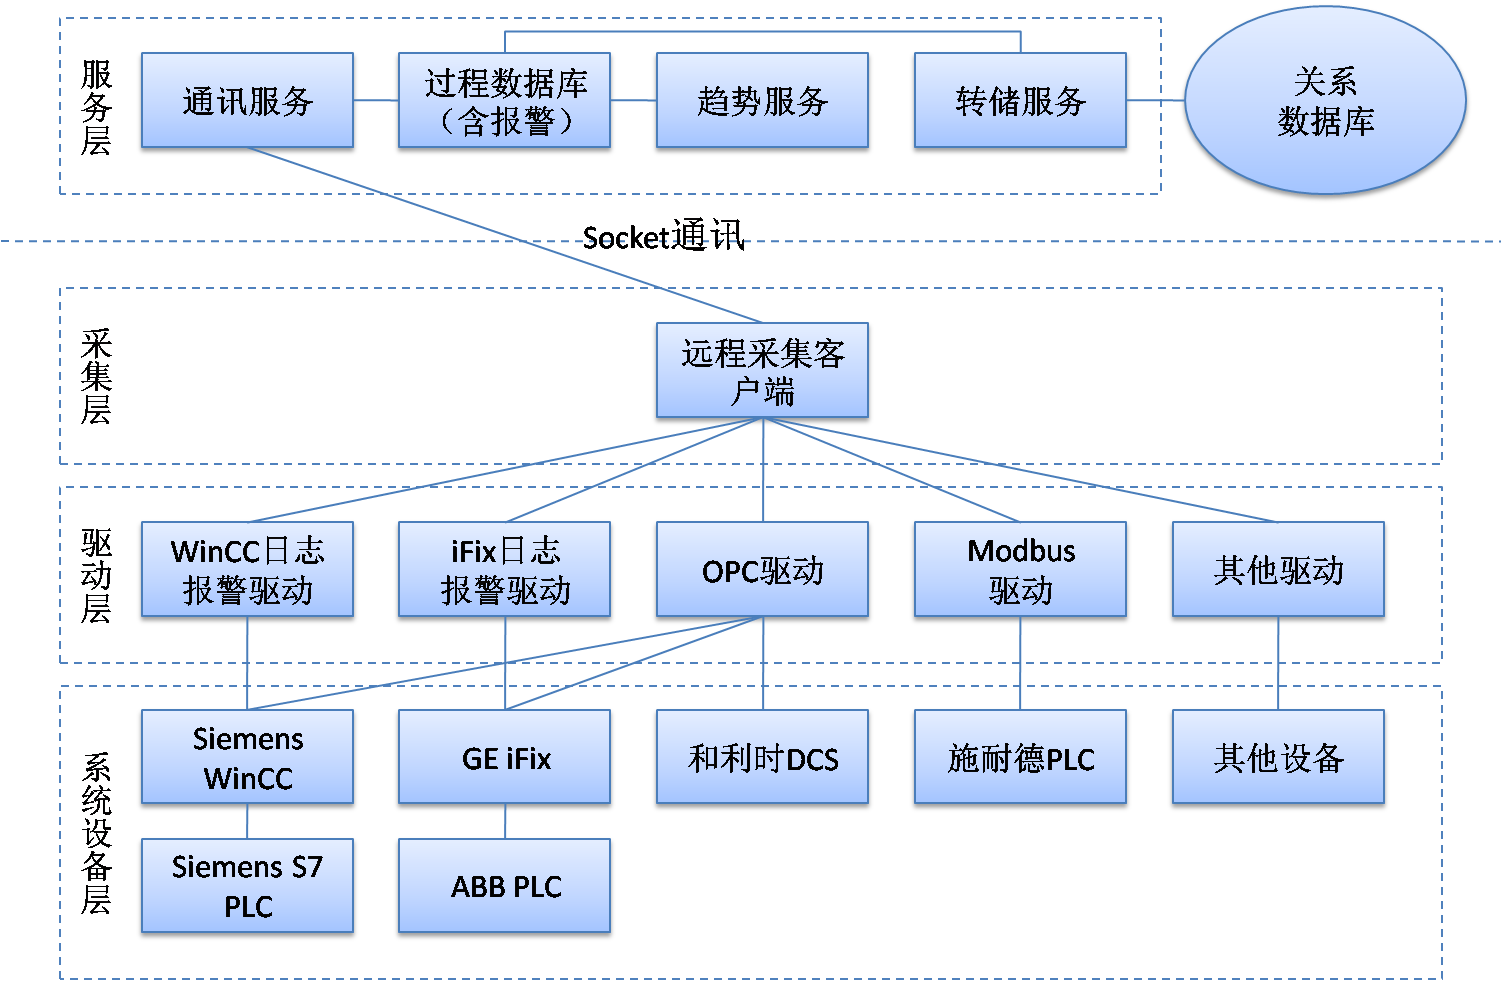 服务层
通讯服务
过程数据库
（含报警）
趋势服务
转储服务
关系
数据库
Socket通讯
采集层
远程采集客
户端
驱动层
WinCC日志
报警驱动
iFix日志
报警驱动
OPC驱动
Modbus
驱动
其他驱动
系统设备层
Siemens
WinCC
GE iFix
和利时DCS
施耐德PLC
其他设备
Siemens S7
PLC
ABB PLC